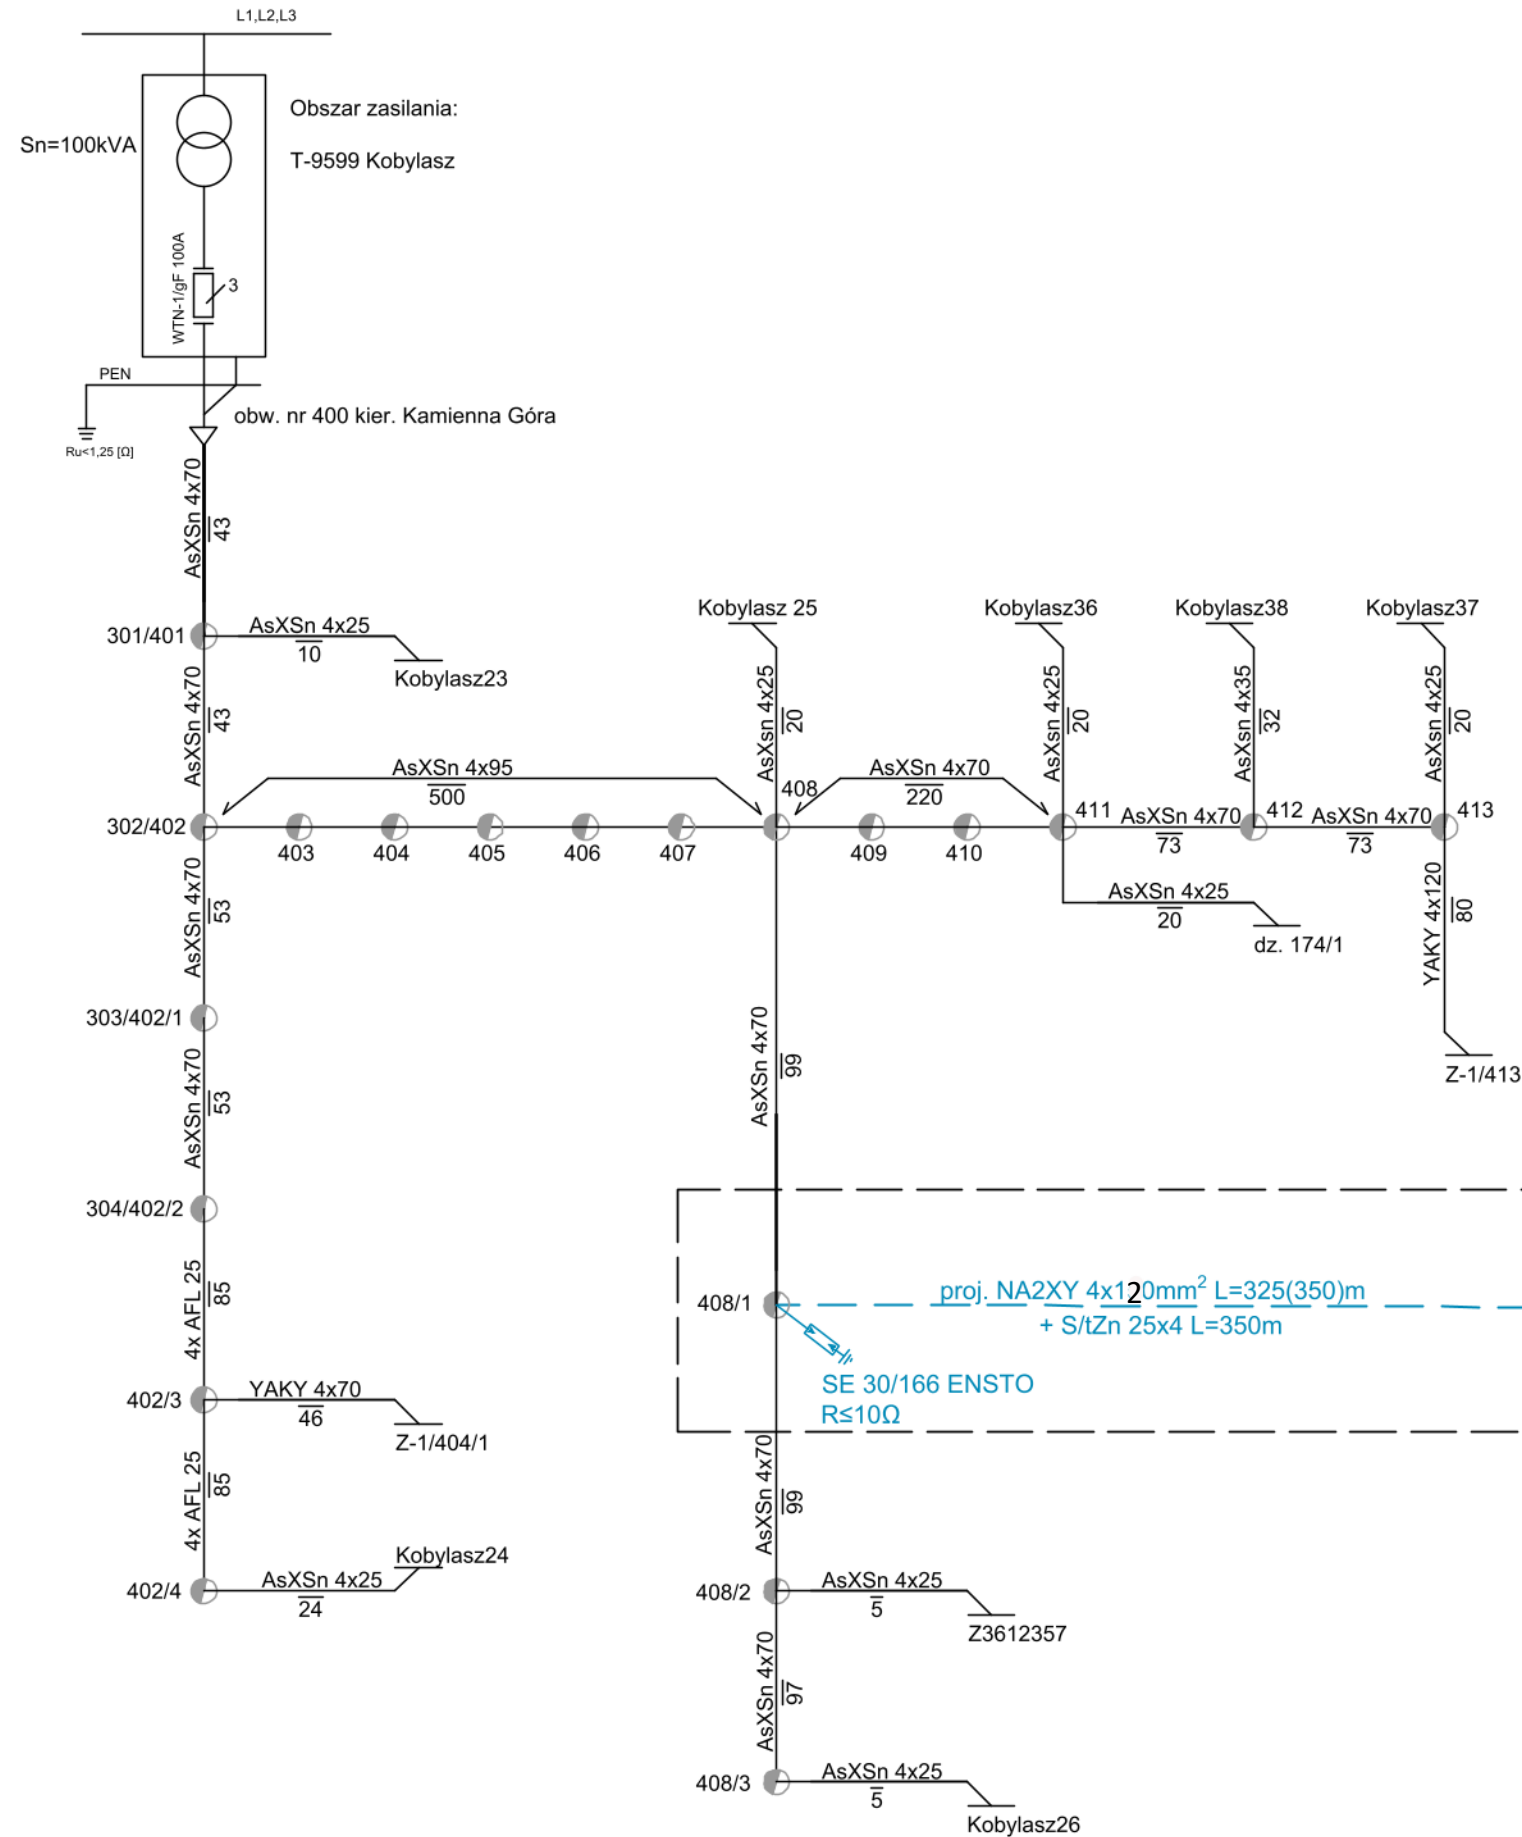 L1,L2,L3
Obszar zasilania:
Sn=100kVA
T-9599 Kobylasz
WTN-1/gF 100A
3
PEN
obw. nr 400 kier. Kamienna Góra
Ru<1,25 [Ω]
AsXSn 4x70
43
301/401
AsXSn 4x25
10
Kobylasz23
AsXSn 4x70
43
Kobylasz 25
Kobylasz36
Kobylasz38
Kobylasz37
AsXsn 4x25
20
AsXsn 4x25
20
AsXSn 4x35
32
AsXSn 4x25
20
AsXSn 4x95
500
408
AsXSn 4x70
220
302/402
403
404
405
406
407
409
410
411
AsXSn 4x70
73
412
AsXSn 4x70
73
413
AsXSn 4x70
53
AsXSn 4x25
20
dz. 174/1
YAKY 4x120
80
Z-1/413
303/402/1
AsXSn 4x70
53
AsXSn 4x70
99
304/402/2
4x AFL 25
85
408/1
proj. NA2XY 4x120mm² L=325(350)m
+ S/tZn 25x4 L=350m
SE 30/166 ENSTO
R≤10Ω
402/3
YAKY 4x70
46
Z-1/404/1
4x AFL 25
85
AsXSn 4x70
99
Kobylasz24
402/4
AsXSn 4x25
24
408/2
AsXSn 4x25
5
Z3612357
AsXSn 4x70
97
408/3
AsXSn 4x25
5
Kobylasz26